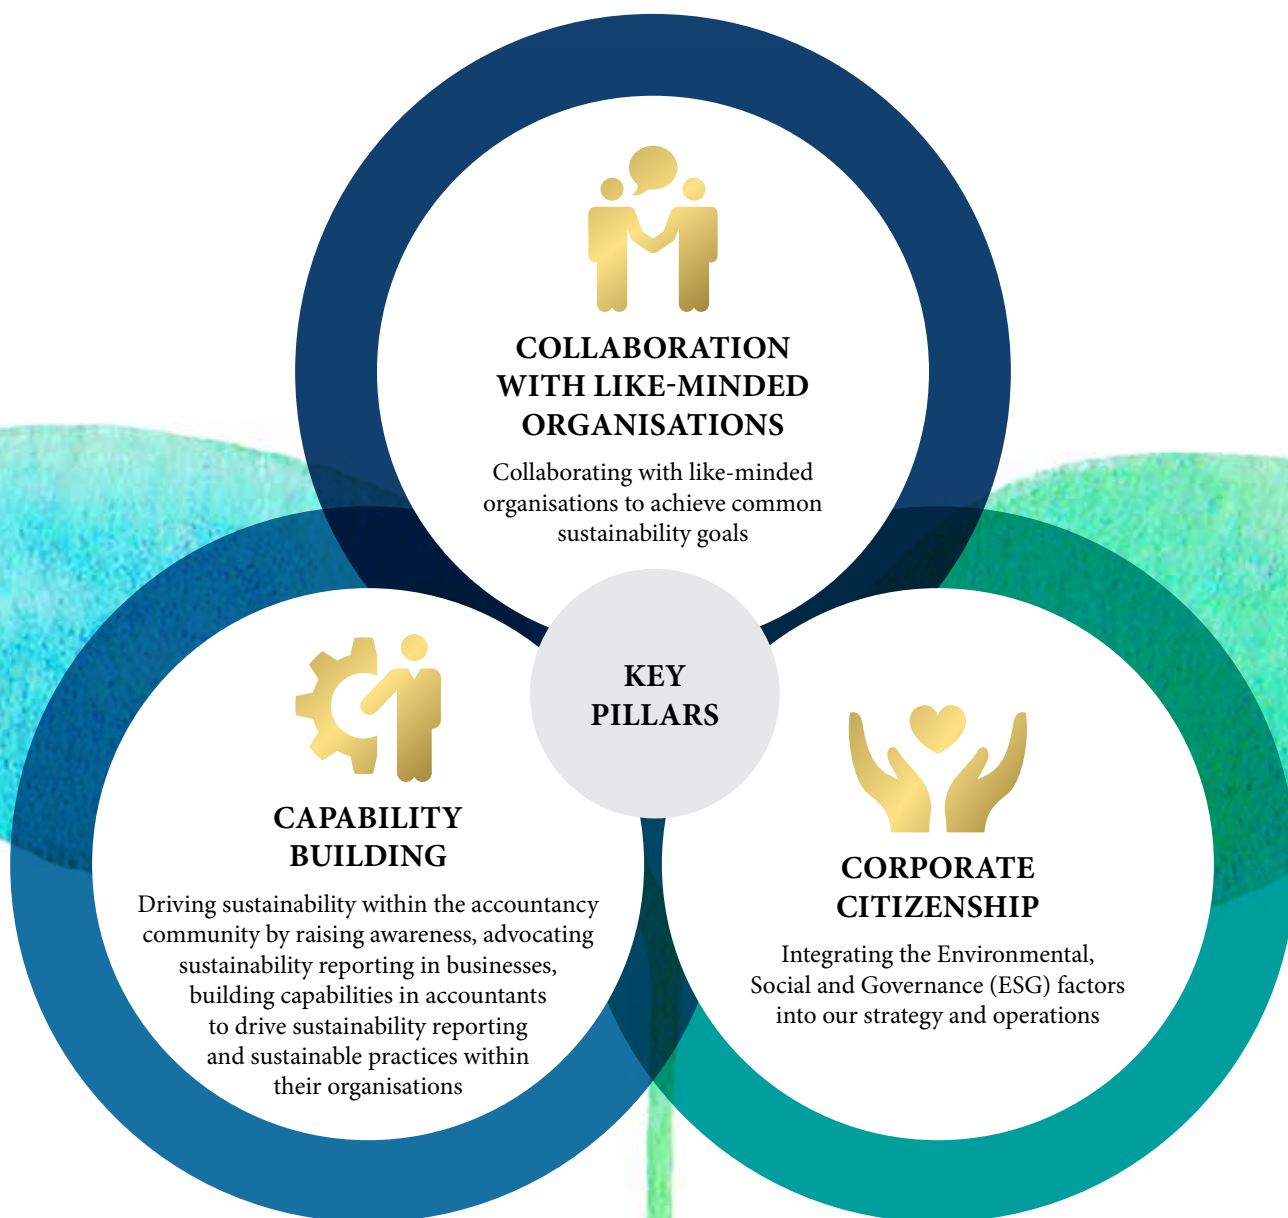 COLLABORATION
WITH LIKE-MINDED
ORGANISATIONS
Collaborating with like-minded
organisations to achieve common
sustainability goals
KEY
PILLARS
CAPABILITY
BUILDING
Driving sustainability within the accountancy
community by raising awareness, advocating
sustainability reporting in businesses,
building capabilities in accountants
to drive sustainability reporting
and sustainable practices within
their organisations
CORPORATE
CITIZENSHIP
Integrating the Environmental,
Social and Governance (ESG) factors
into our strategy and operations